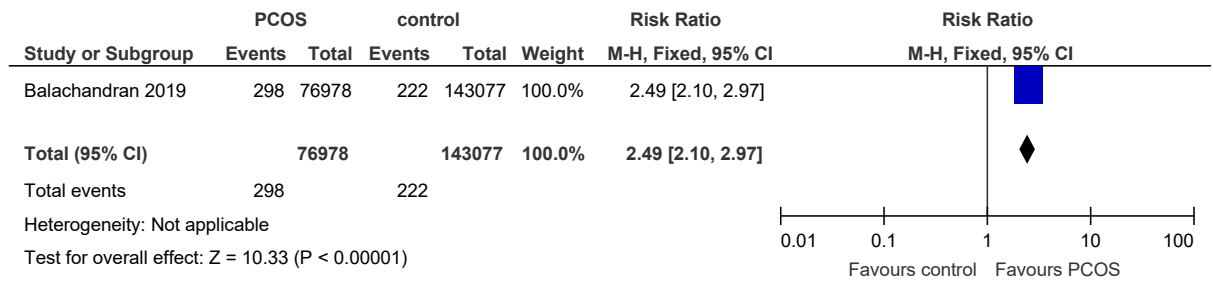 PCOS control Risk Ratio Risk Ratio
Study or Subgroup Events Total Events Total Weight M-H, Fixed, 95% CI M-H, Fixed, 95% CI
Balachandran 2019 298 76978 222 143077 100.0% 2.49 [2.10, 2.97]
Total (95% CI) 76978 143077 100.0% 2.49 [2.10, 2.97]
Total events 298 222
Heterogeneity: Not applicable
Test for overall effect: Z = 10.33 (P < 0.00001)
0.01 0.1 1 10 100
Favours control Favours PCOS